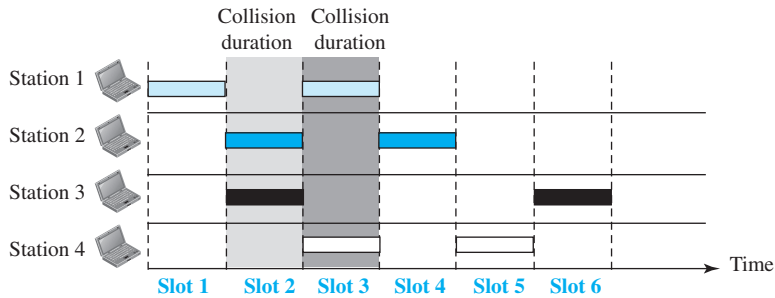 Collision Collision
duration duration
Station 1
Station 2
Station 3
Station 4
Time
Slot 1 Slot 2 Slot 3 Slot 4 Slot 5 Slot 6